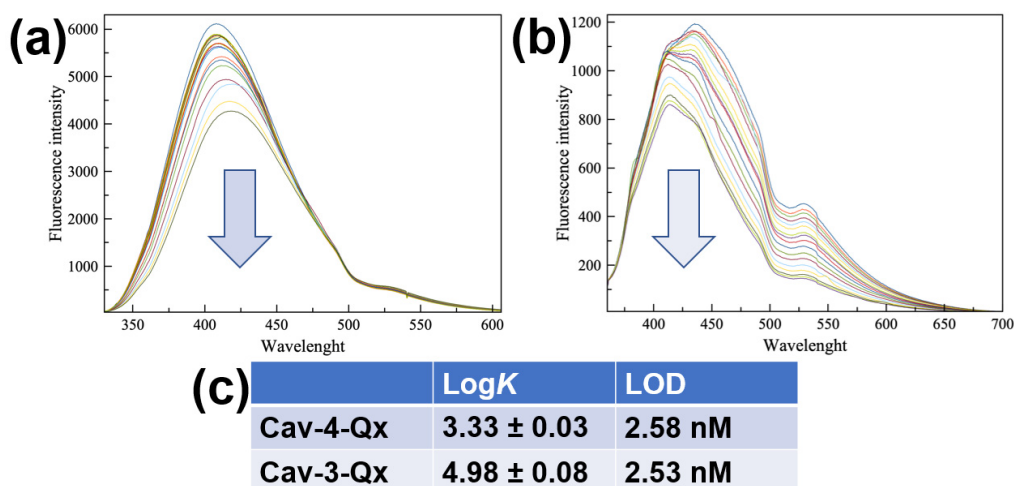 (a)
Fluorescence intensity
6000
5000
4000
3000
2000
1000
350
400
450
500
550
600
Wavelenght
(b)
Fluorescence intensity
1200
1000
800
600
400
200
400
450
500
550
600
650
700
Wavelenght
(c)
LogK LOD
Cav-4-Qx 3.33 ± 0.03 2.58 nM
Cav-3-Qx 4.98 ± 0.08 2.53 nM